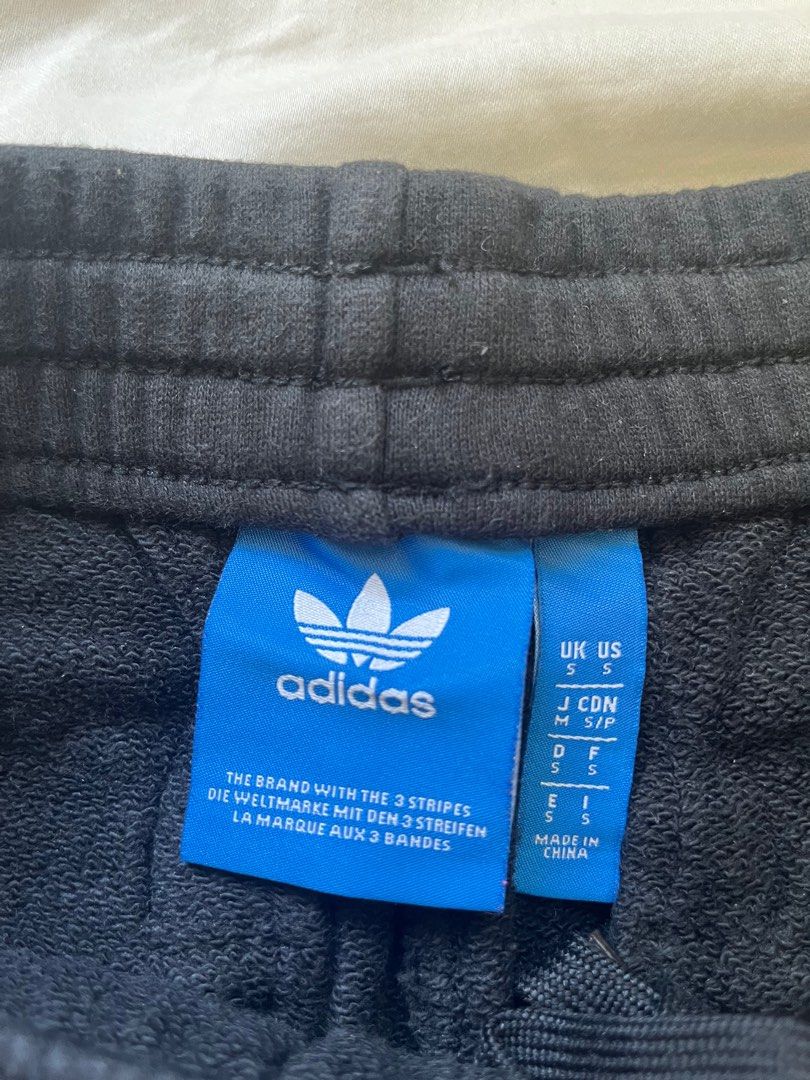 adidas
THE BRAND WITH THE 3 STRIPES
DIE WELTMARKE MIT DEN 3 STREIFEN
LA MARQUE AUX 3 BANDES
UK US
S S
J CDN
M S/P
D F
S S
E I
S S
MADE IN
CHINA